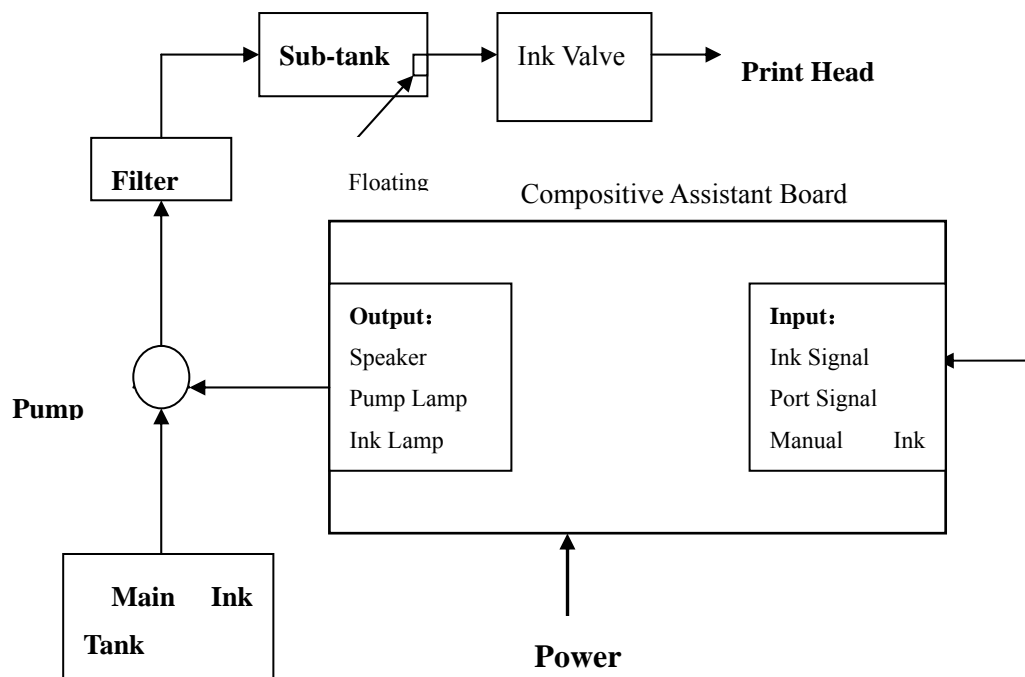 Sub-tank
Ink Valve
Print Head
Filter
Floating
Compositive Assistant Board
Output：
Speaker
Pump Lamp
Ink Lamp
Input：
Ink Signal
Port Signal
Manual Ink
Pump
Main Ink
Tank
Power